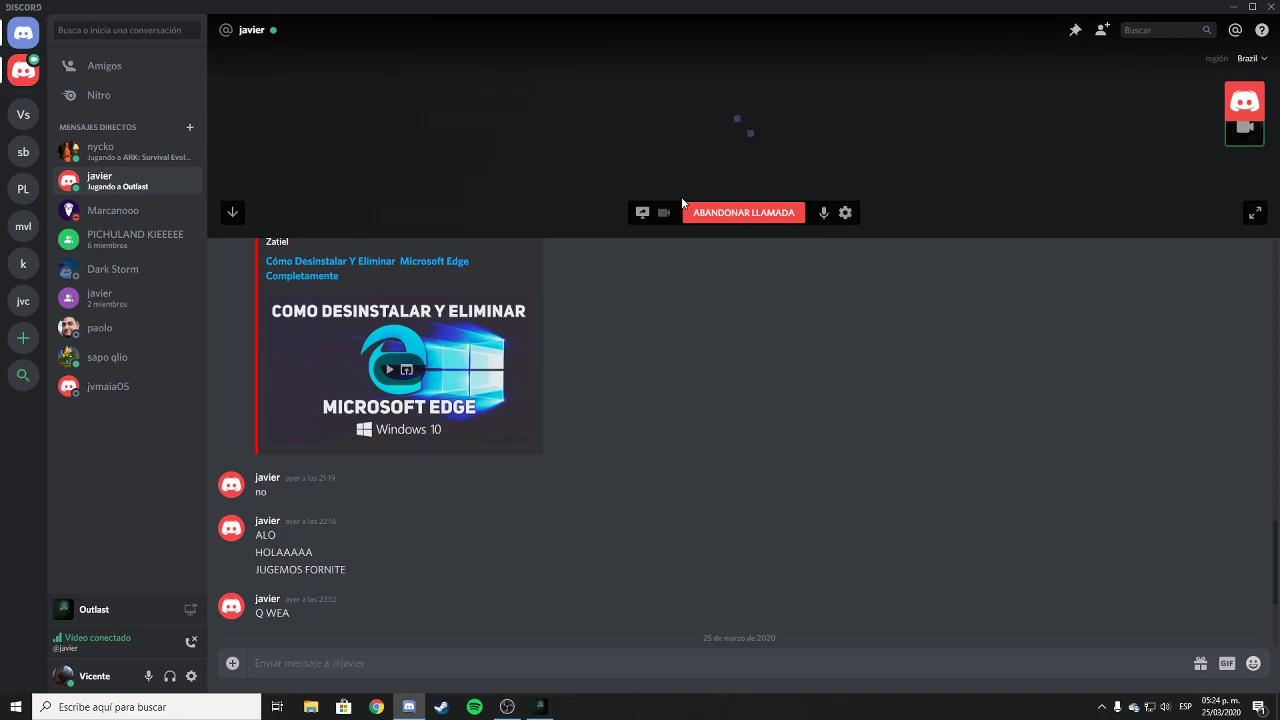 DISCORD
Busca o inicia una conversación
javier
Buscar
región Brazil
Amigos
Nitro
MENSAJES DIRECTOS
nycko
Jugando a ARK: Survival Evol...
javier
Jugando a Outlast
Marcanooo
PICHULAND KIEEEEE
6 miembros
Dark Storm
javier
2 miembros
paolo
sapo qlio
jvmaia05
Vs
sb
PL
mvl
k
jvc
ABANDONAR LLAMADA
Zatiel
Cómo Desinstalar Y Eliminar Microsoft Edge
Completamente
COMO DESINSTALAR Y ELIMINAR
MICROSOFT EDGE
Windows 10
javier ayer a las 21:19
no
javier ayer a las 22:16
ALO
HOLAAAAA
JUGEMOS FORNITE
javier ayer a las 23:12
Q WEA
25 de marzo de 2020
Enviar mensaje a @javier
GIF
Outlast
Vídeo conectado
@javier
Vicente
Escribe aquí para buscar
ESP
05:24 p. m.
25/03/2020